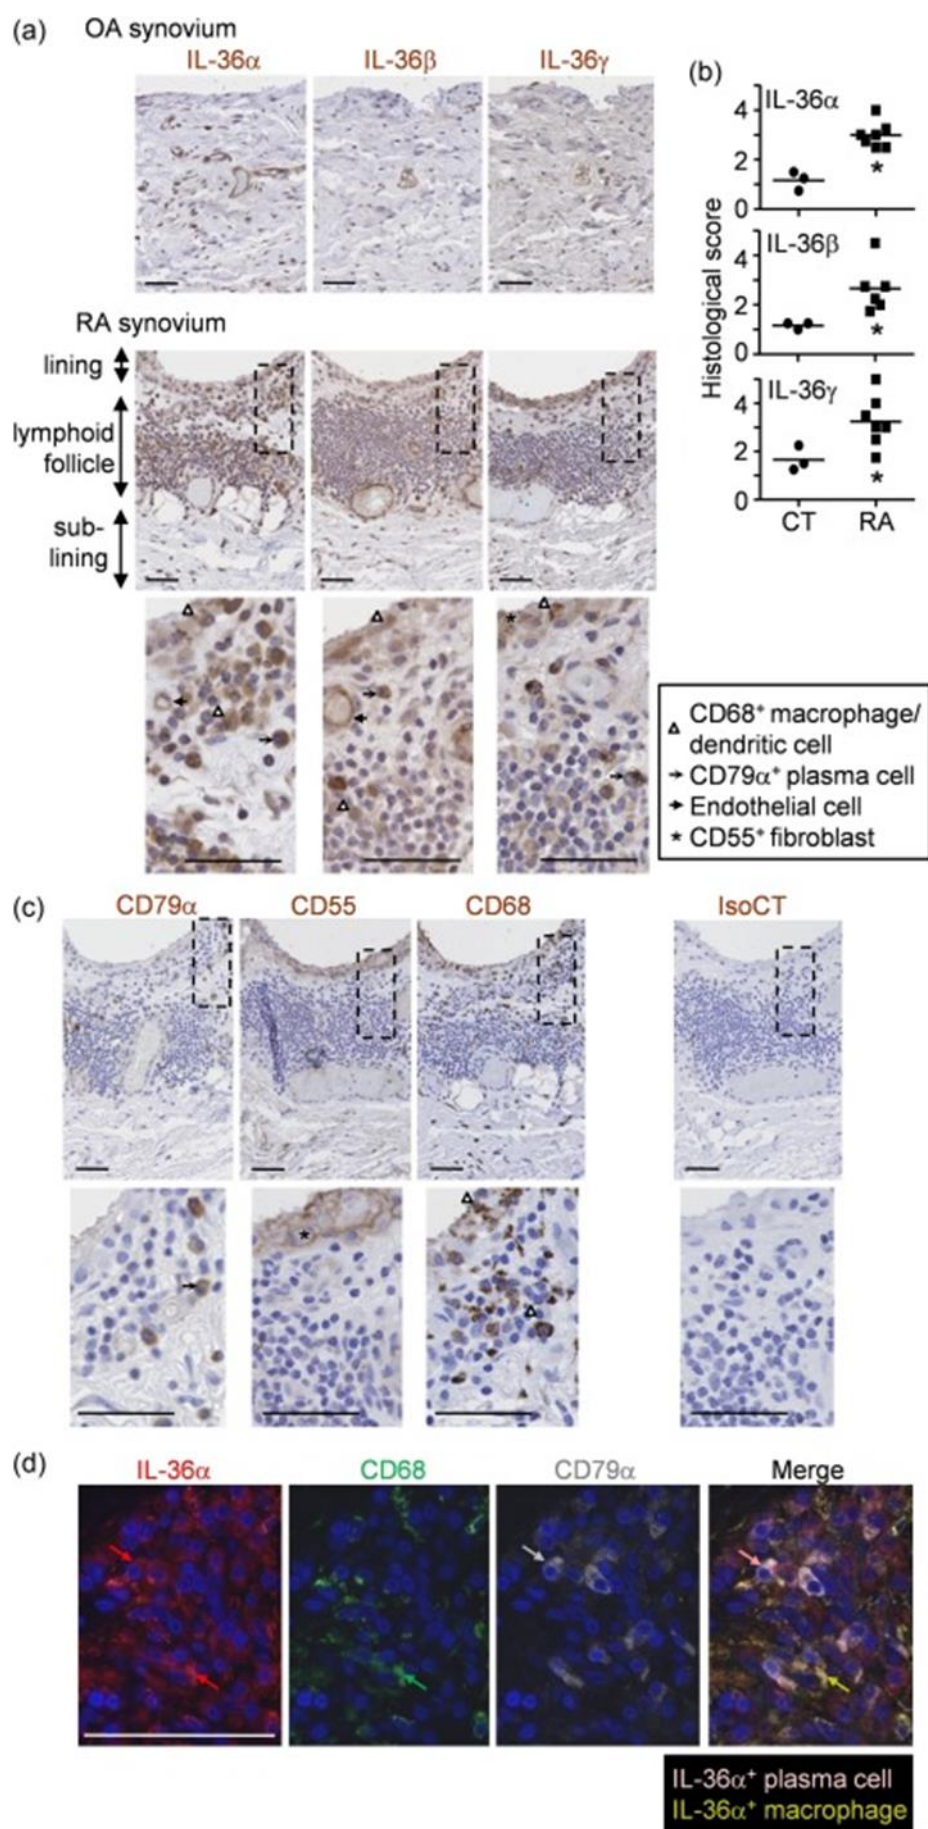 (a) OA synovium
IL-36α IL-36β IL-36γ
RA synovium
lining
lymphoid
follicle
sub-
lining
Δ
Δ
Δ
Δ
Δ
*
(b)
Histological score
IL-36α
4
2
0
*
IL-36β
4
2
0
*
IL-36γ
4
2
0
*
CT RA
Δ CD68⁺ macrophage/
dendritic cell
→ CD79α⁺ plasma cell
→ Endothelial cell
* CD55⁺ fibroblast
(c)
CD79α CD55 CD68 IsoCT
*
Δ
Δ
(d)
IL-36α CD68 CD79α Merge
IL-36α⁺ plasma cell
IL-36α⁺ macrophage